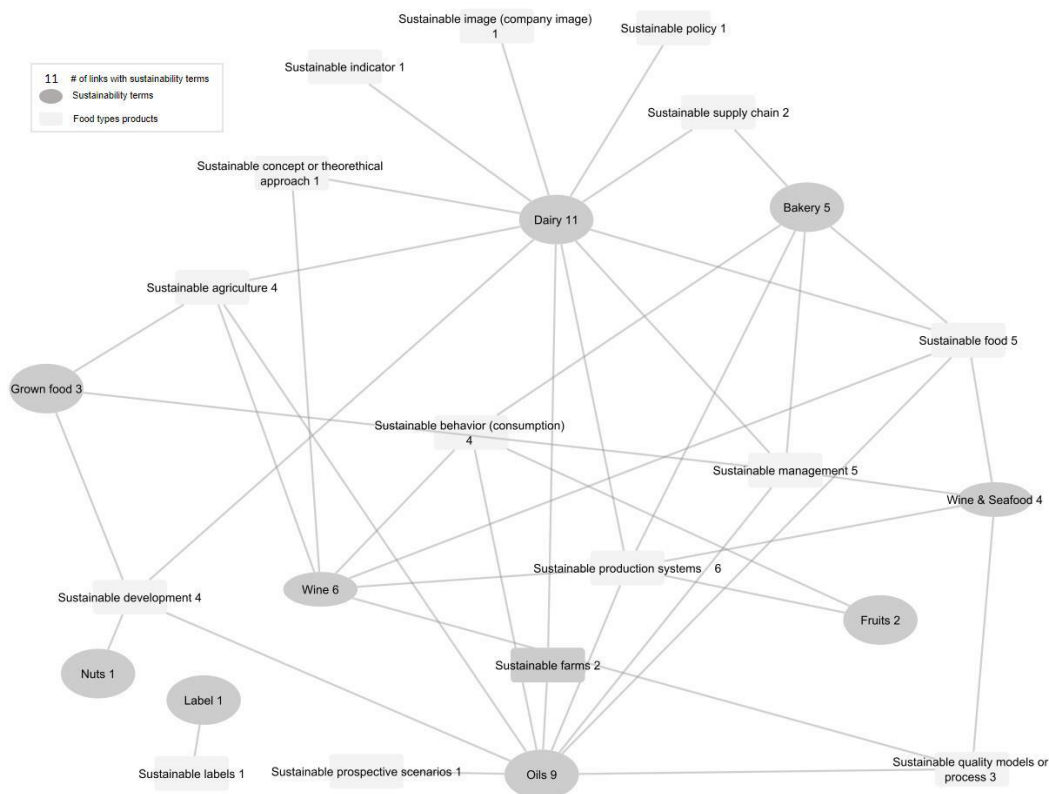 Sustainable image (company image)
1
Sustainable policy 1
Sustainable indicator 1
11 # of links with sustainability terms
Sustainability terms
Food types products
Sustainable supply chain 2
Sustainable concept or theorethical
approach 1
Dairy 11
Bakery 5
Sustainable agriculture 4
Sustainable food 5
Grown food 3
Sustainable behavior (consumption)
4
Sustainable management 5
Wine & Seafood 4
Sustainable production systems 6
Wine 6
Sustainable development 4
Fruits 2
Sustainable farms 2
Nuts 1
Label 1
Sustainable quality models or
process 3
Sustainable labels 1
Sustainable prospective scenarios 1
Oils 9